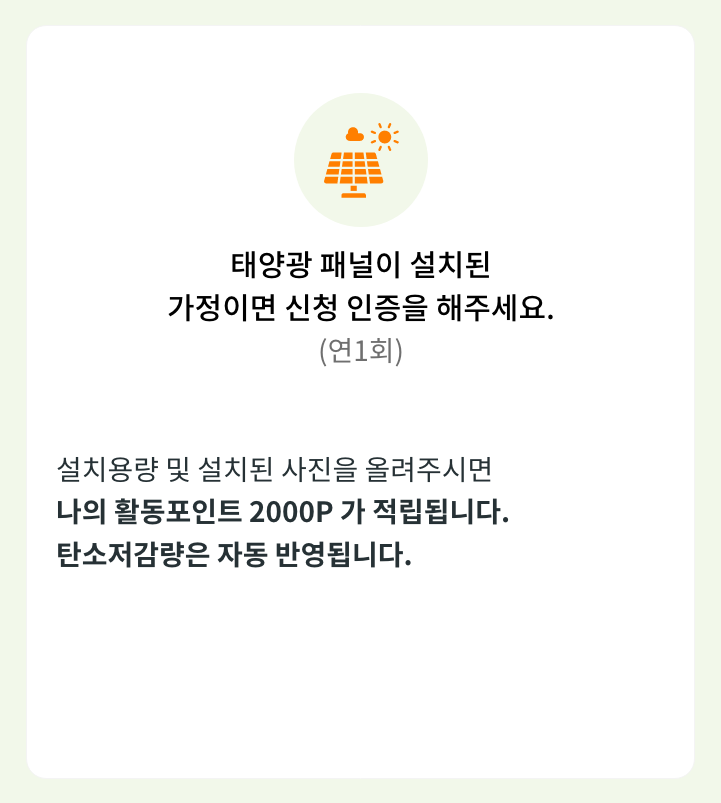 태양광 패널이 설치된
가정이면 신청 인증을 해주세요.
(연1회)
설치용량 및 설치된 사진을 올려주시면
나의 활동포인트 2000P 가 적립됩니다.
탄소저감량은 자동 반영됩니다.